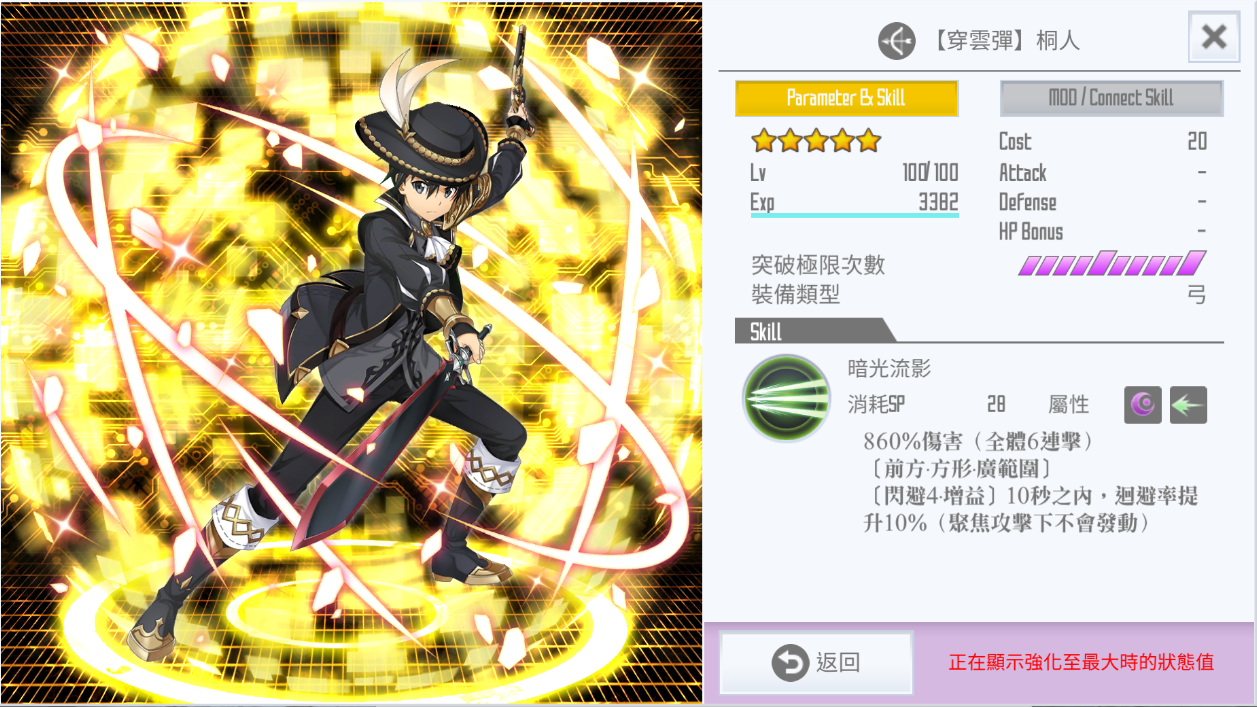 【穿雲彈】桐人
Parameter & Skill
MOD / Connect Skill
Lv 100/100
Exp 3382
Cost 20
Attack -
Defense -
HP Bonus -
突破極限次數
裝備類型 弓
Skill
暗光流影
消耗SP 28 屬性
860%傷害（全體6連擊）
〔前方·方形·廣範圍〕
〔閃避4·增益〕10秒之內，迴避率提
升10%（聚焦攻擊下不會發動）
返回
正在顯示強化至最大時的狀態值